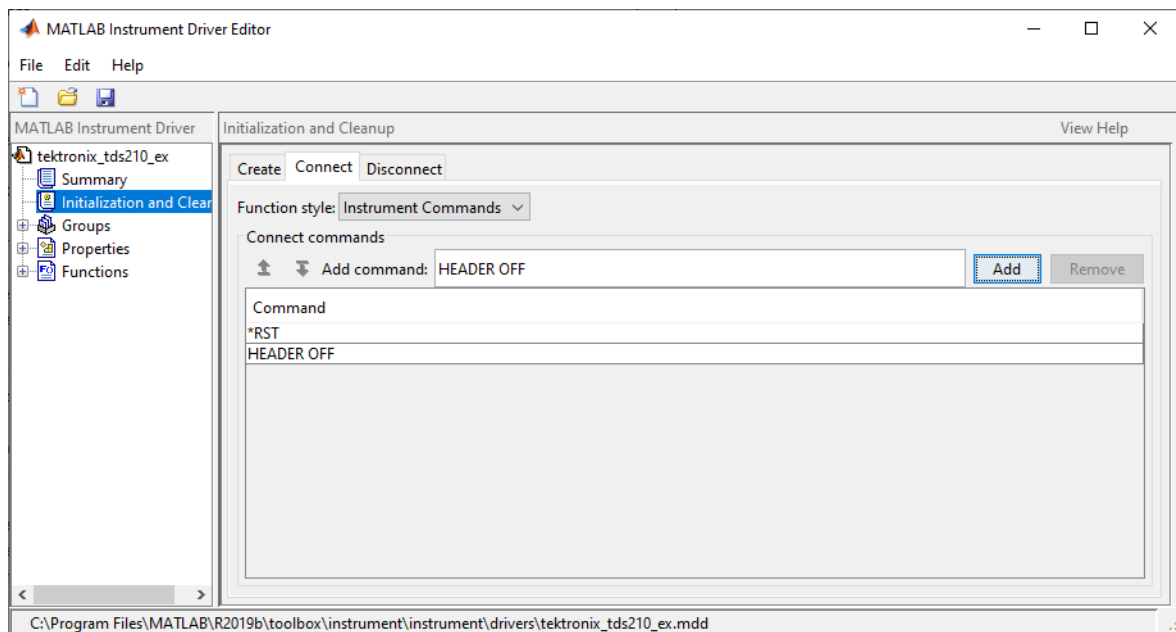 MATLAB Instrument Driver Editor
File Edit Help
MATLAB Instrument Driver
Initialization and Cleanup View Help
tektronix_tds210_ex
Summary
Initialization and Clear
Groups
Properties
Functions
Create Connect Disconnect
Function style: Instrument Commands
Connect commands
Add command: HEADER OFF Add Remove
Command
*RST
HEADER OFF
C:\Program Files\MATLAB\R2019b\toolbox\instrument\instrument\drivers\tektronix_tds210_ex.mdd